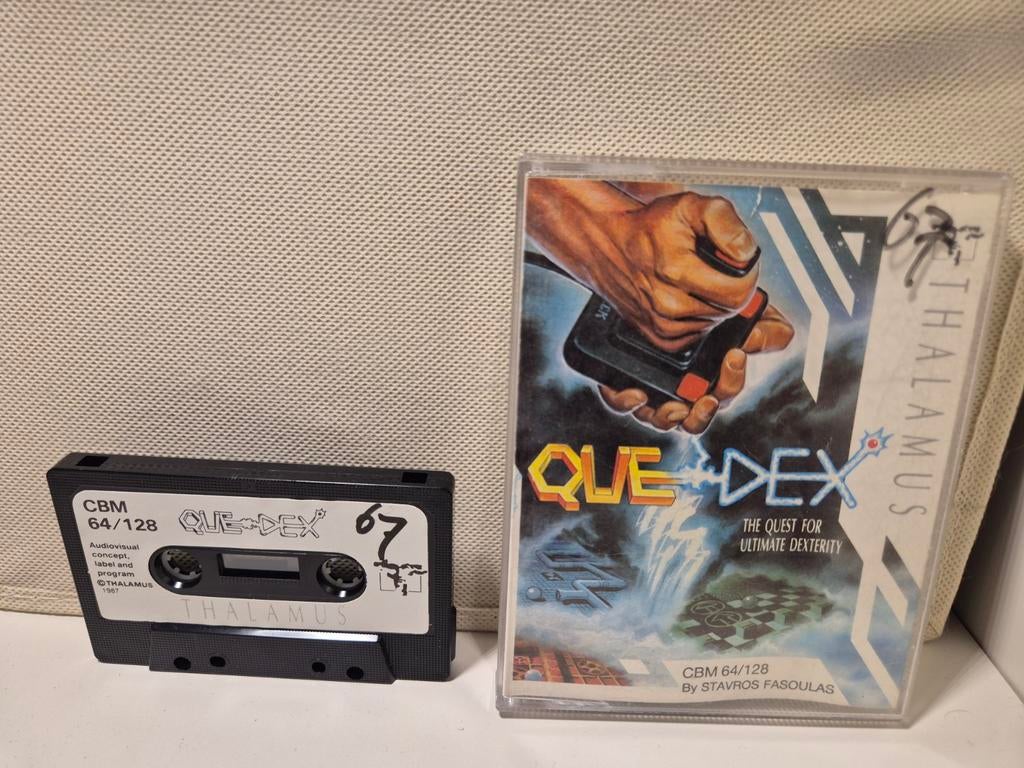 CBM
64/128
QUE-DEX
67
Audiovisual
concept,
label and
program
©THALAMUS
1987
THALAMUS
67
THALAMUS
QUE-DEX
THE QUEST FOR
ULTIMATE DEXTERITY
CBM 64/128
By STAVROS FASOULAS